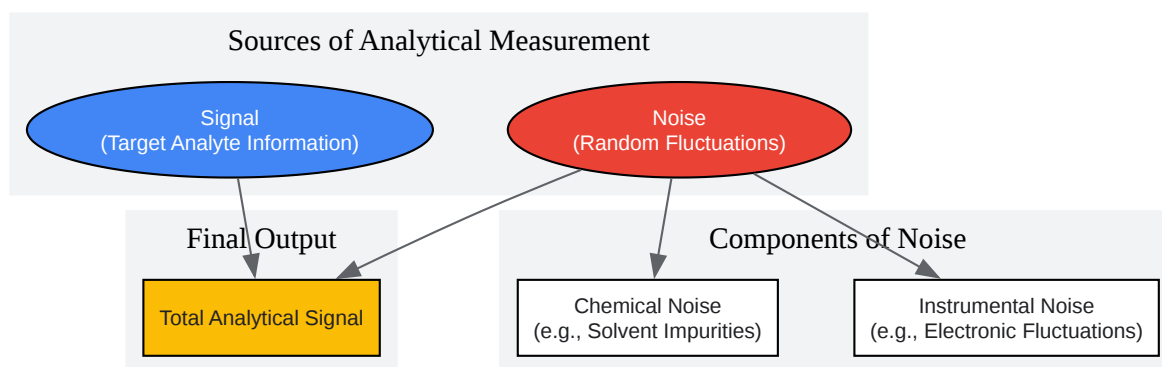 Sources of Analytical Measurement
Signal
(Target Analyte Information)
Noise
(Random Fluctuations)
Final Output
Total Analytical Signal
Components of Noise
Chemical Noise
(e.g., Solvent Impurities)
Instrumental Noise
(e.g., Electronic Fluctuations)